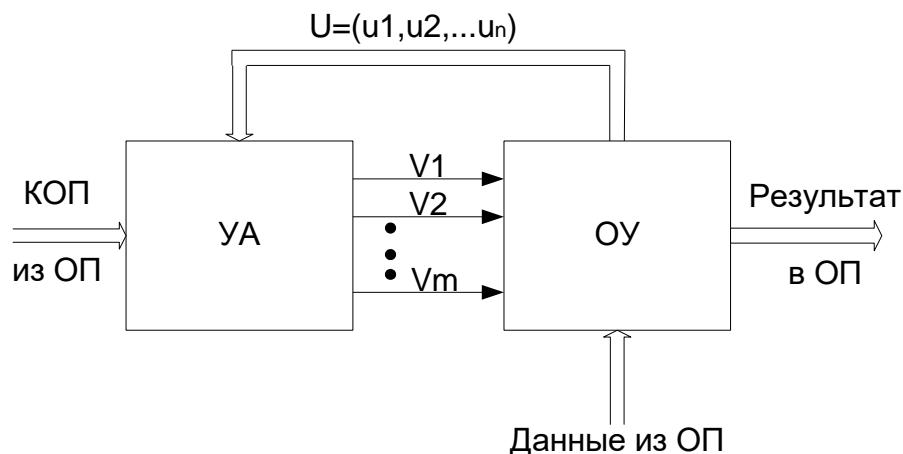 U=(u1,u2,...un)
КОП
из ОП
УА
V1
V2
Vm
ОУ
Результат
в ОП
Данные из ОП